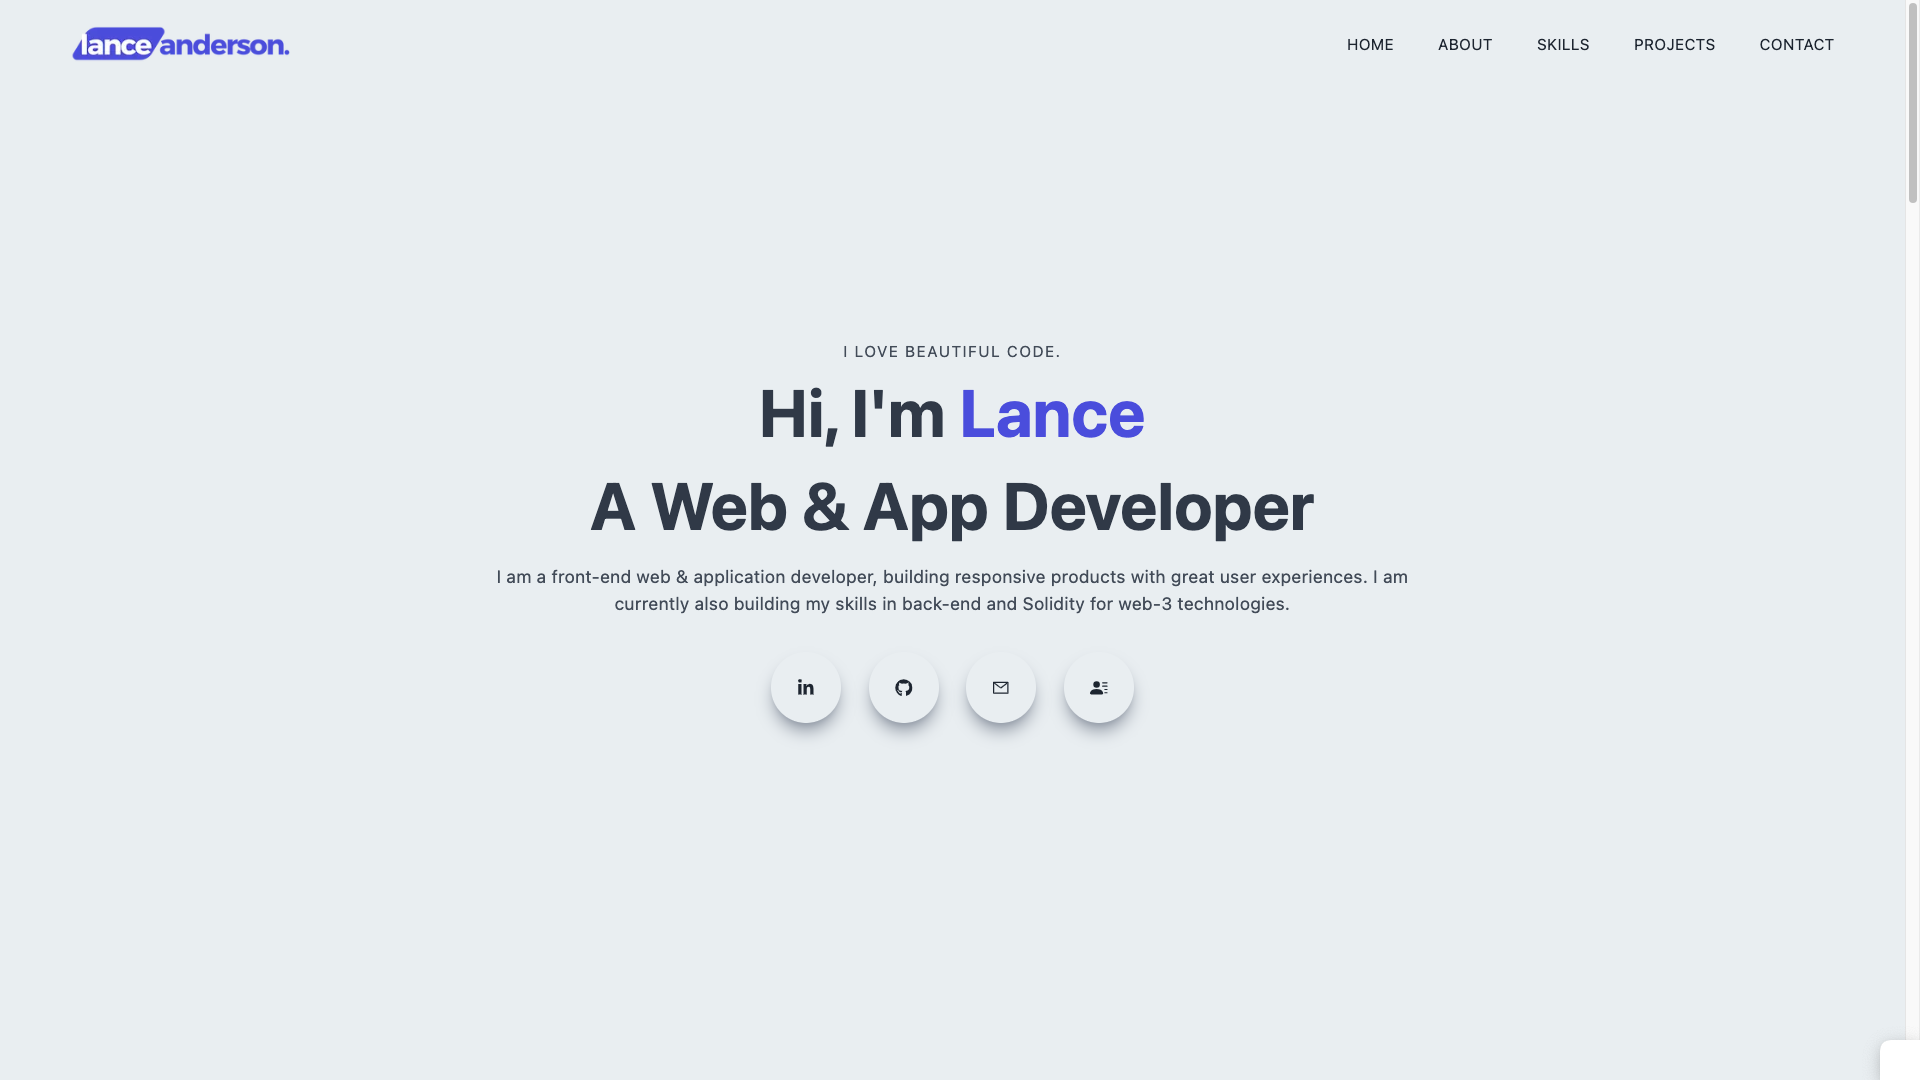 lance anderson.
HOME ABOUT SKILLS PROJECTS CONTACT
I LOVE BEAUTIFUL CODE.
Hi, I'm Lance
A Web & App Developer
I am a front-end web & application developer, building responsive products with great user experiences. I am
currently also building my skills in back-end and Solidity for web-3 technologies.
in